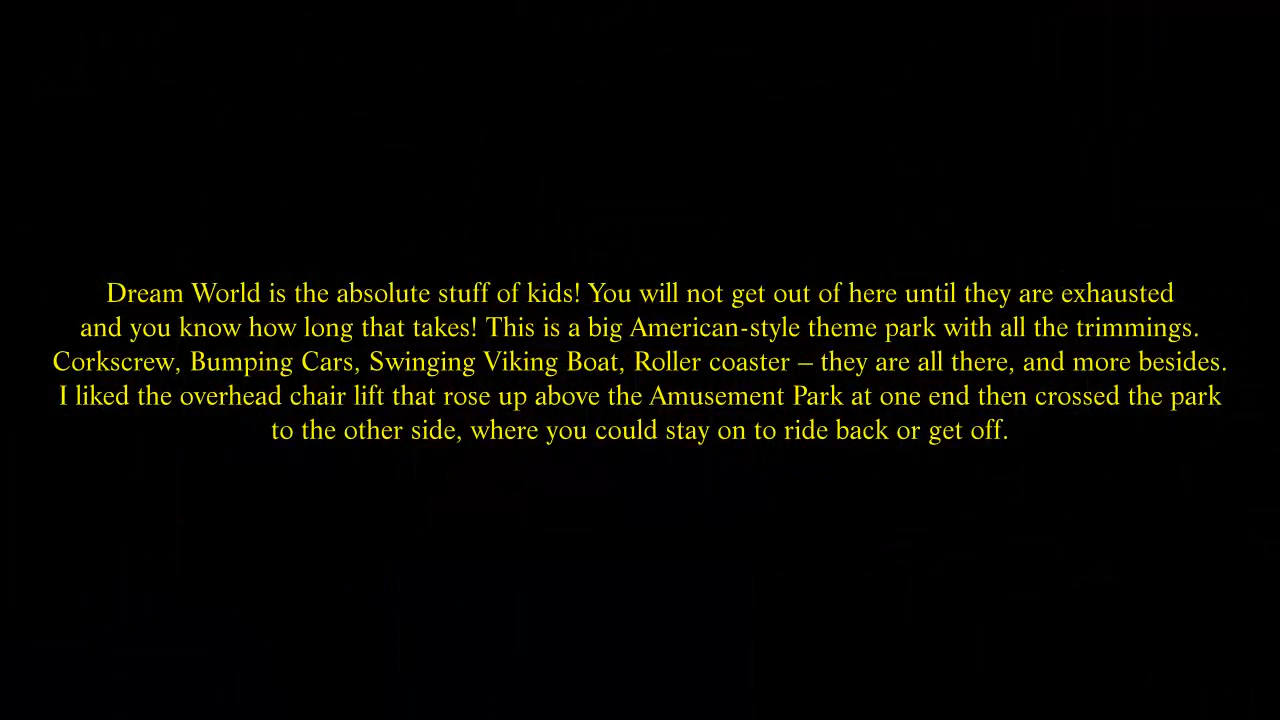 Dream World is the absolute stuff of kids! You will not get out of here until they are exhausted
and you know how long that takes! This is a big American-style theme park with all the trimmings.
Corkscrew, Bumping Cars, Swinging Viking Boat, Roller coaster – they are all there, and more besides.
I liked the overhead chair lift that rose up above the Amusement Park at one end then crossed the park
to the other side, where you could stay on to ride back or get off.